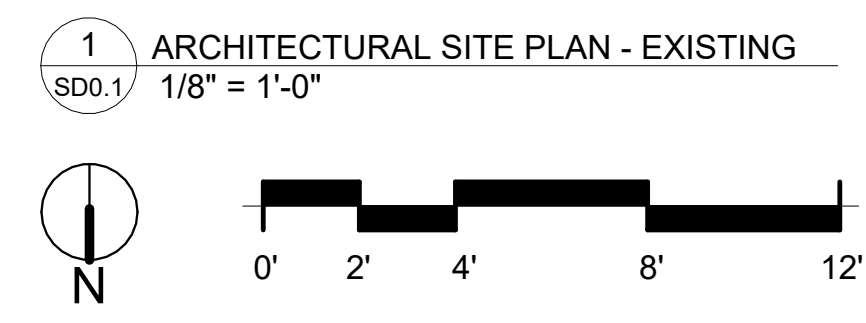 1
ARCHITECTURAL SITE PLAN - EXISTING
SD0.1
1/8" = 1'-0"
N
0' 2' 4' 8' 12'